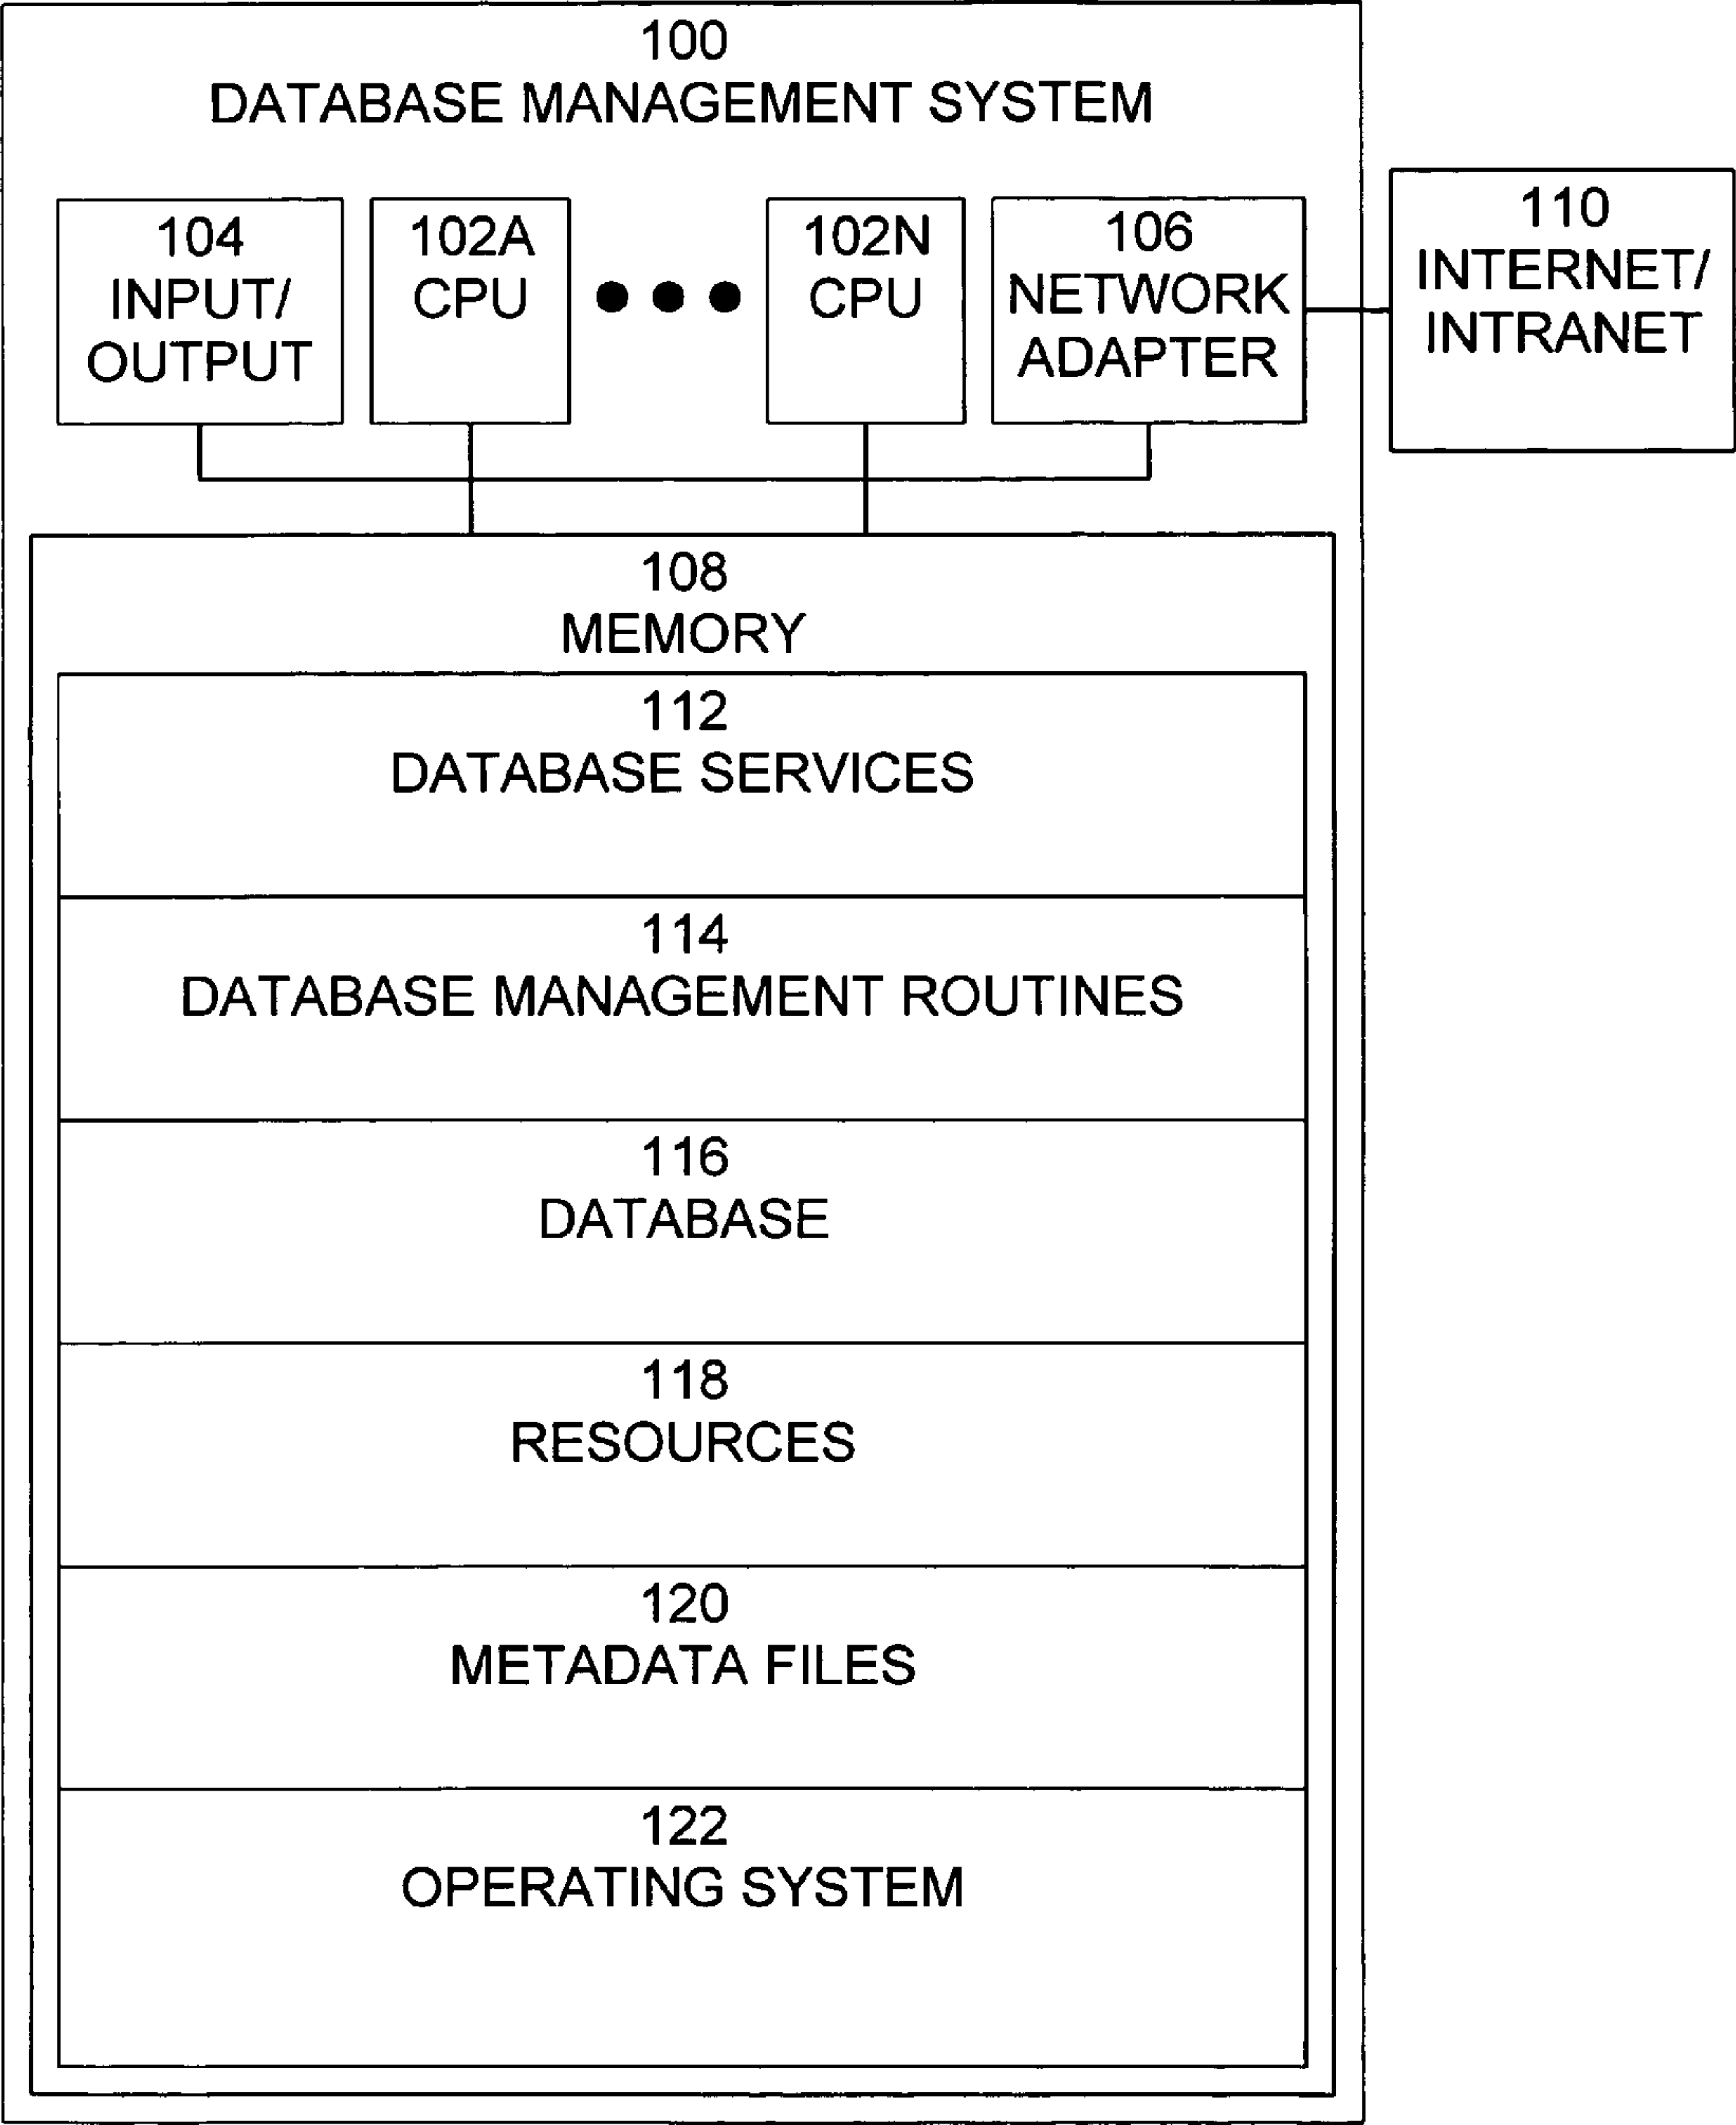 100
DATABASE MANAGEMENT SYSTEM
104
INPUT/
OUTPUT
102A
CPU
102N
CPU
106
NETWORK
ADAPTER
110
INTERNET/
INTRANET
108
MEMORY
112
DATABASE SERVICES
114
DATABASE MANAGEMENT ROUTINES
116
DATABASE
118
RESOURCES
120
METADATA FILES
122
OPERATING SYSTEM